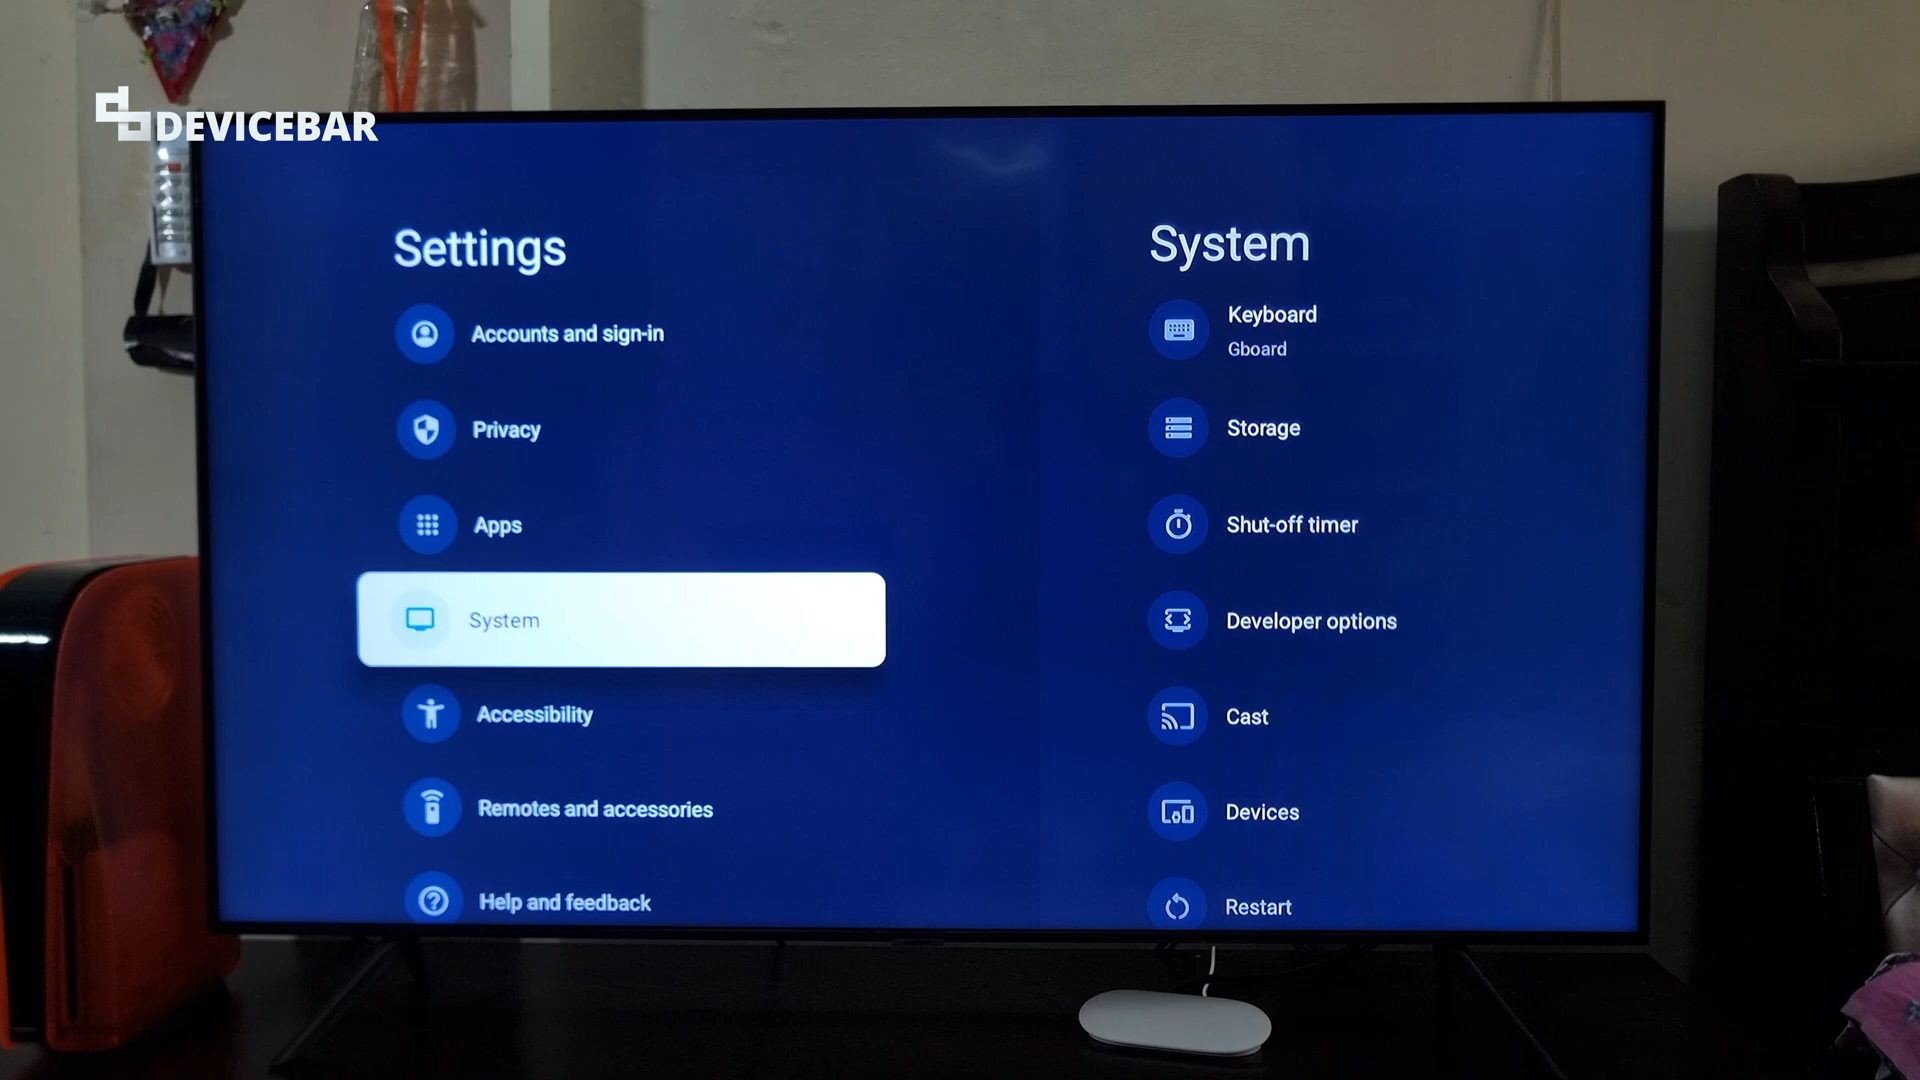 DEVICEBAR
Settings
Accounts and sign-in
Privacy
Apps
System
Accessibility
Remotes and accessories
Help and feedback
System
Keyboard
Gboard
Storage
Shut-off timer
Developer options
Cast
Devices
Restart